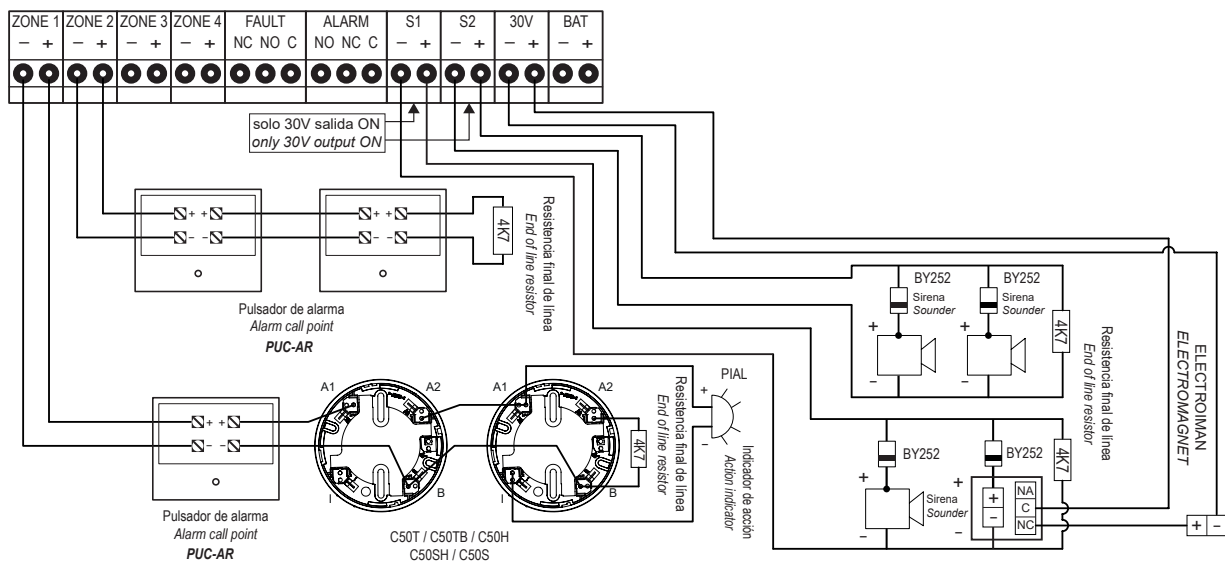 ZONE 1 ZONE 2 ZONE 3 ZONE 4 FAULT ALARM S1 S2 30V BAT
− + − + − + − + NC NO C NO NC C − + − + − + − +
solo 30V salida ON
only 30V output ON
+ + + +
− − − −
4K7
Resistencia final de línea
End of line resistor
Pulsador de alarma
Alarm call point
PUC-AR
BY252 BY252
Sirena
Sounder
Sirena
Sounder
+ +
− −
4K7
Resistencia final de línea
End of line resistor
ELECTROIMAN
ELECTROMAGNET
+ −
A1 A2 A1 A2
I B I B
+ +
− −
Pulsador de alarma
Alarm call point
PUC-AR
C50T / C50TB / C50H
C50SH / C50S
4K7
Resistencia final de línea
End of line resistor
PIAL
+
−
Indicador de acción
Action indicator
BY252 BY252
4K7
+ +
− −
Sirena
Sounder
+
−
NA
C
NC